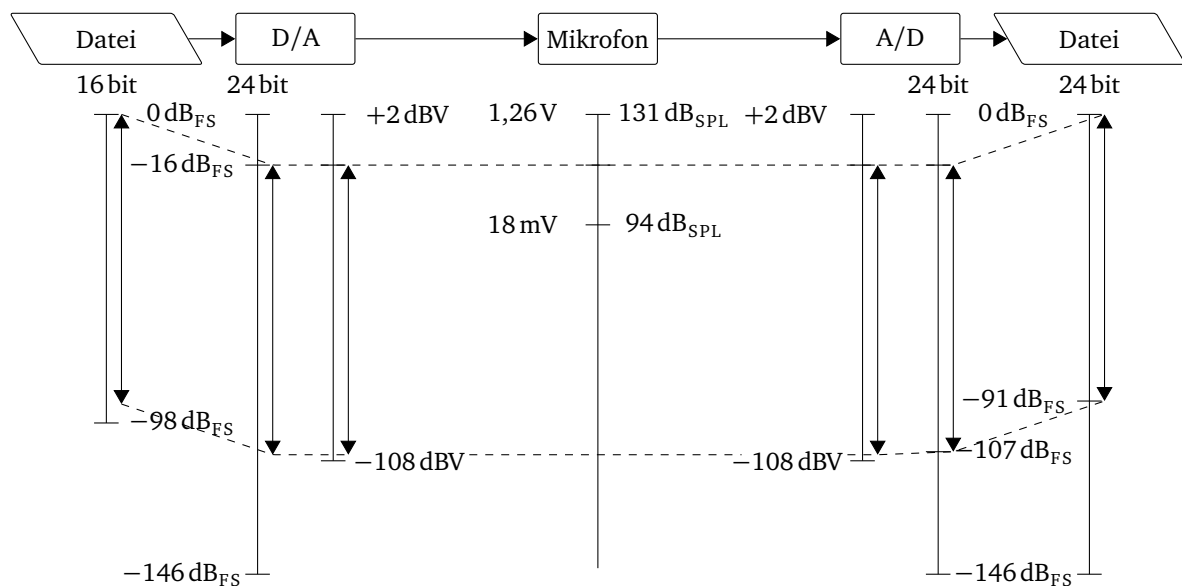 Datei D/A Mikrofon A/D Datei
16 bit 24 bit 24 bit 24 bit
0 dB_FS +2 dBV 1,26 V 131 dB_SPL +2 dBV 0 dB_FS
−16 dB_FS
18 mV 94 dB_SPL
−91 dB_FS
−98 dB_FS
−107 dB_FS
−108 dBV −108 dBV
−146 dB_FS −146 dB_FS